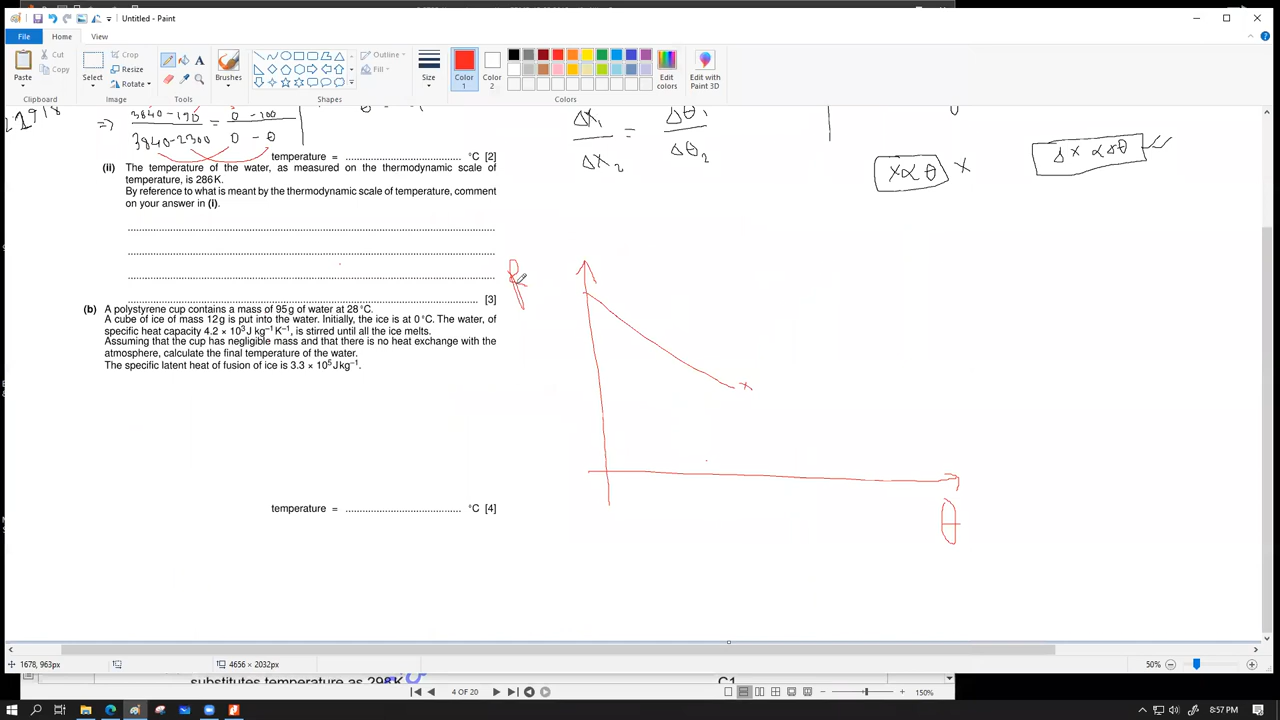 Untitled - Paint
File Home View
Paste
Cut
Copy
Clipboard
Select
Crop
Resize
Rotate
Image
Tools
Brushes
Shapes
Outline
Fill
Size
Color 1
Color 2
Colors
Edit colors
Edit with Paint 3D
3840-190 = 0 -100
=> 3840-2300 0 - θ
Δx₁ = Δθ₁
Δx₂ Δθ₂
x∝θ x
Δx ∝ Δθ
temperature = .......................................... °C [2]
(ii) The temperature of the water, as measured on the thermodynamic scale of
temperature, is 286K.
By reference to what is meant by the thermodynamic scale of temperature, comment
on your answer in (i).
[3]
(b) A polystyrene cup contains a mass of 95g of water at 28°C.
A cube of ice of mass 12g is put into the water. Initially, the ice is at 0°C. The water, of
specific heat capacity 4.2 × 10³Jkg⁻¹K⁻¹, is stirred until all the ice melts.
Assuming that the cup has negligible mass and that there is no heat exchange with the
atmosphere, calculate the final temperature of the water.
The specific latent heat of fusion of ice is 3.3 × 10⁵Jkg⁻¹.
temperature = .......................................... °C [4]
R
θ
1678, 963px
4656 × 2032px
50%
substitutes temperature as 298K
C1
4 OF 20
150%
8:57 PM